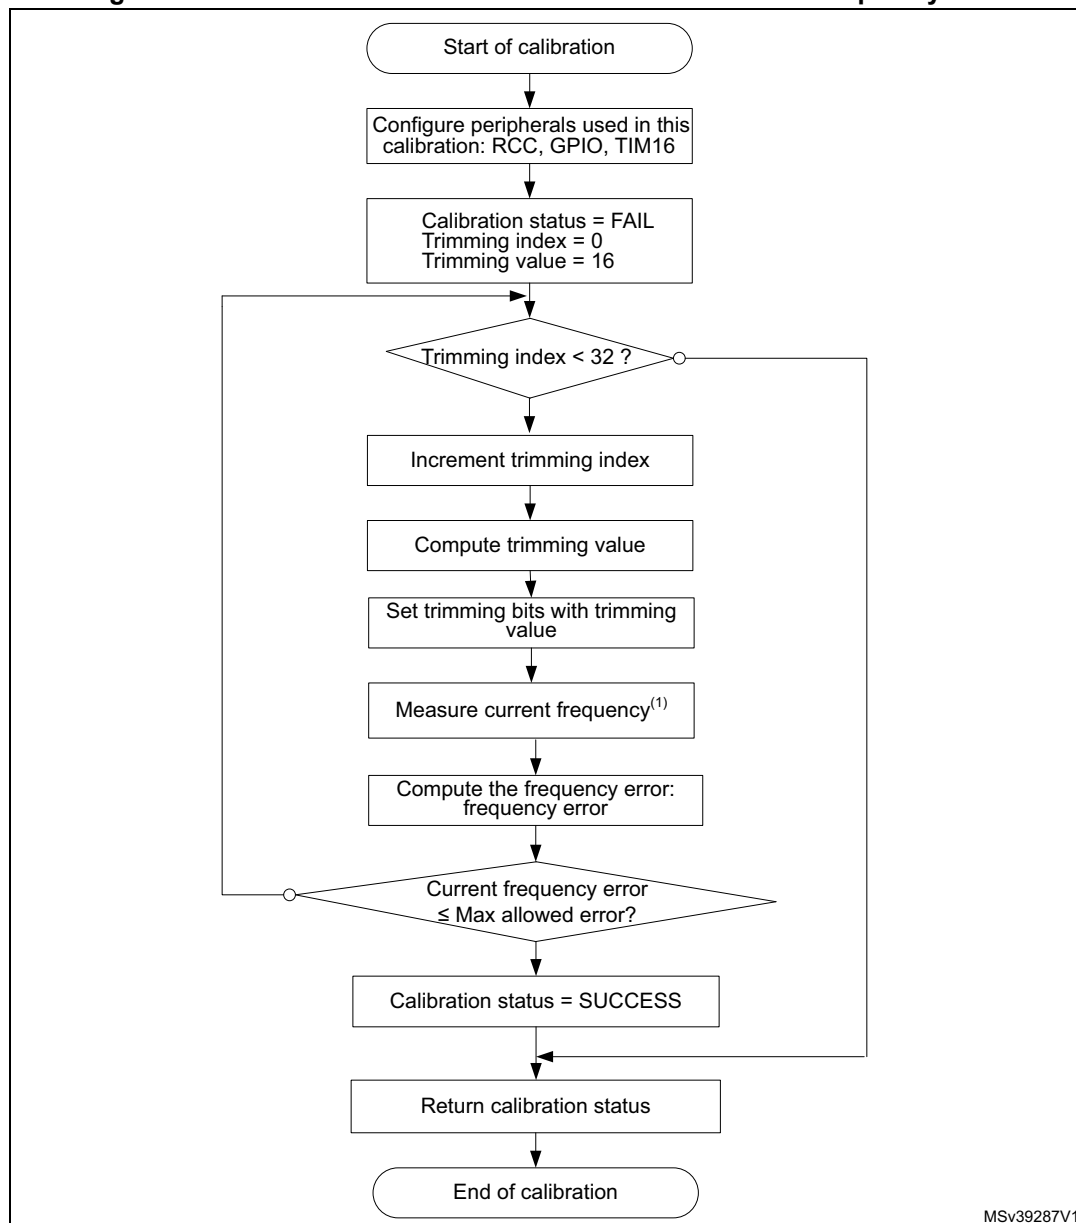 Start of calibration
Configure peripherals used in this
calibration: RCC, GPIO, TIM16
Calibration status = FAIL
Trimming index = 0
Trimming value = 16
Trimming index < 32 ?
Increment trimming index
Compute trimming value
Set trimming bits with trimming
value
Measure current frequency(1)
Compute the frequency error:
frequency error
Current frequency error
≤ Max allowed error?
Calibration status = SUCCESS
Return calibration status
End of calibration
MSv39287V1